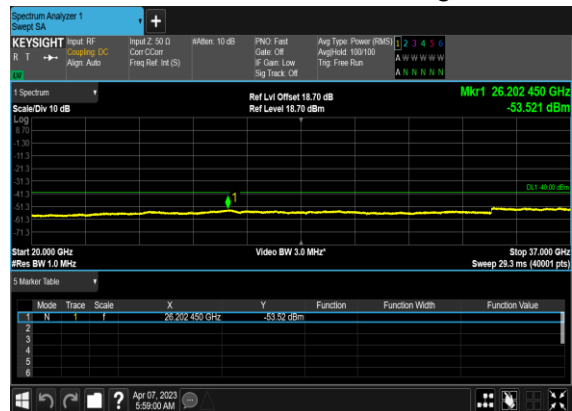 Spectrum Analyzer 1
Swept SA
+
KEYSIGHT Input: RF Input Z: 50 Ω #Atten: 10 dB PNO: Fast Avg Type: Power (RMS) 1 2 3 4 5 6
R T Coupling: DC Corr CCorr Gate: Off Avg|Hold: 100/100 A W W W W W
Align: Auto Freq Ref: Int (S) IF Gain: Low Trig: Free Run
Sig Track: Off A N N N N N
1 Spectrum Ref Lvl Offset 18.70 dB Mkr1 26.202 450 GHz
Scale/Div 10 dB Ref Level 18.70 dBm -53.521 dBm
Log
8.70
-1.30
-11.3
-21.3
-31.3
DL1 -40.00 dBm
-41.3
1
-51.3
-61.3
-71.3
Start 20.000 GHz Video BW 3.0 MHz* Stop 37.000 GHz
#Res BW 1.0 MHz Sweep 29.3 ms (40001 pts)
5 Marker Table
Mode Trace Scale X Y Function Function Width Function Value
1 N 1 f 26.202 450 GHz -53.52 dBm
2
3
4
5
6
? Apr 07, 2023
5:59:00 AM